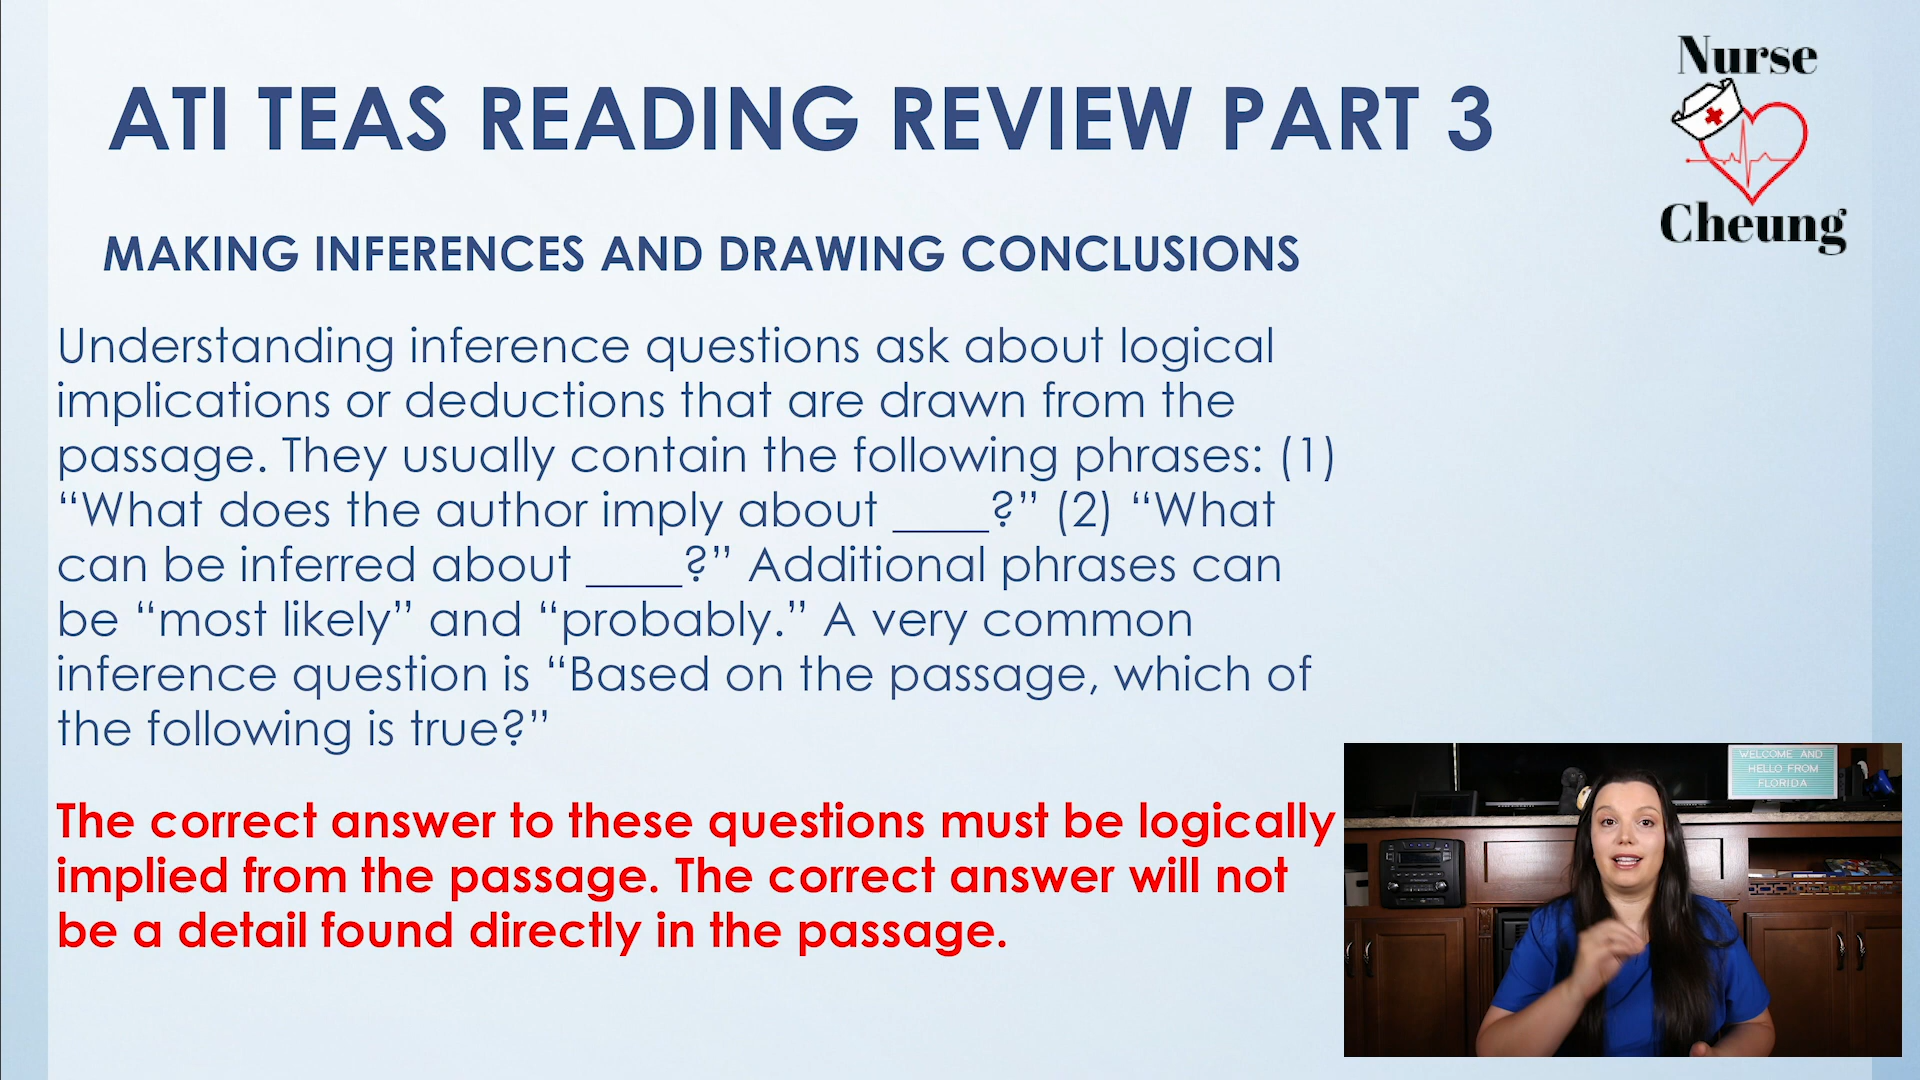 Nurse
Cheung
ATI TEAS READING REVIEW PART 3
MAKING INFERENCES AND DRAWING CONCLUSIONS
Understanding inference questions ask about logical
implications or deductions that are drawn from the
passage. They usually contain the following phrases: (1)
“What does the author imply about ____?” (2) “What
can be inferred about ____?” Additional phrases can
be “most likely” and “probably.” A very common
inference question is “Based on the passage, which of
the following is true?”
The correct answer to these questions must be logically
implied from the passage. The correct answer will not
be a detail found directly in the passage.
WELCOME AND
HELLO FROM
FLORIDA